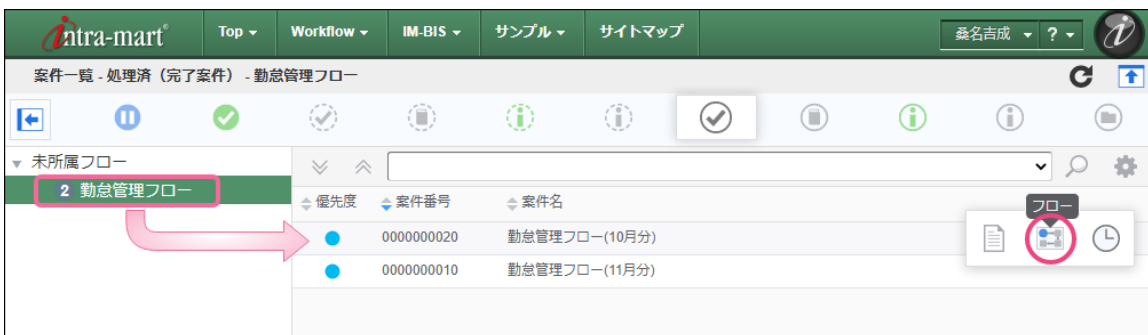 intra-mart®
Top Workflow IM-BIS サンプル サイトマップ 桑名吉成 ?
案件一覧 - 処理済（完了案件） - 勤怠管理フロー
未所属フロー
2 勤怠管理フロー
優先度 案件番号 案件名
フロー
0000000020 勤怠管理フロー(10月分)
0000000010 勤怠管理フロー(11月分)